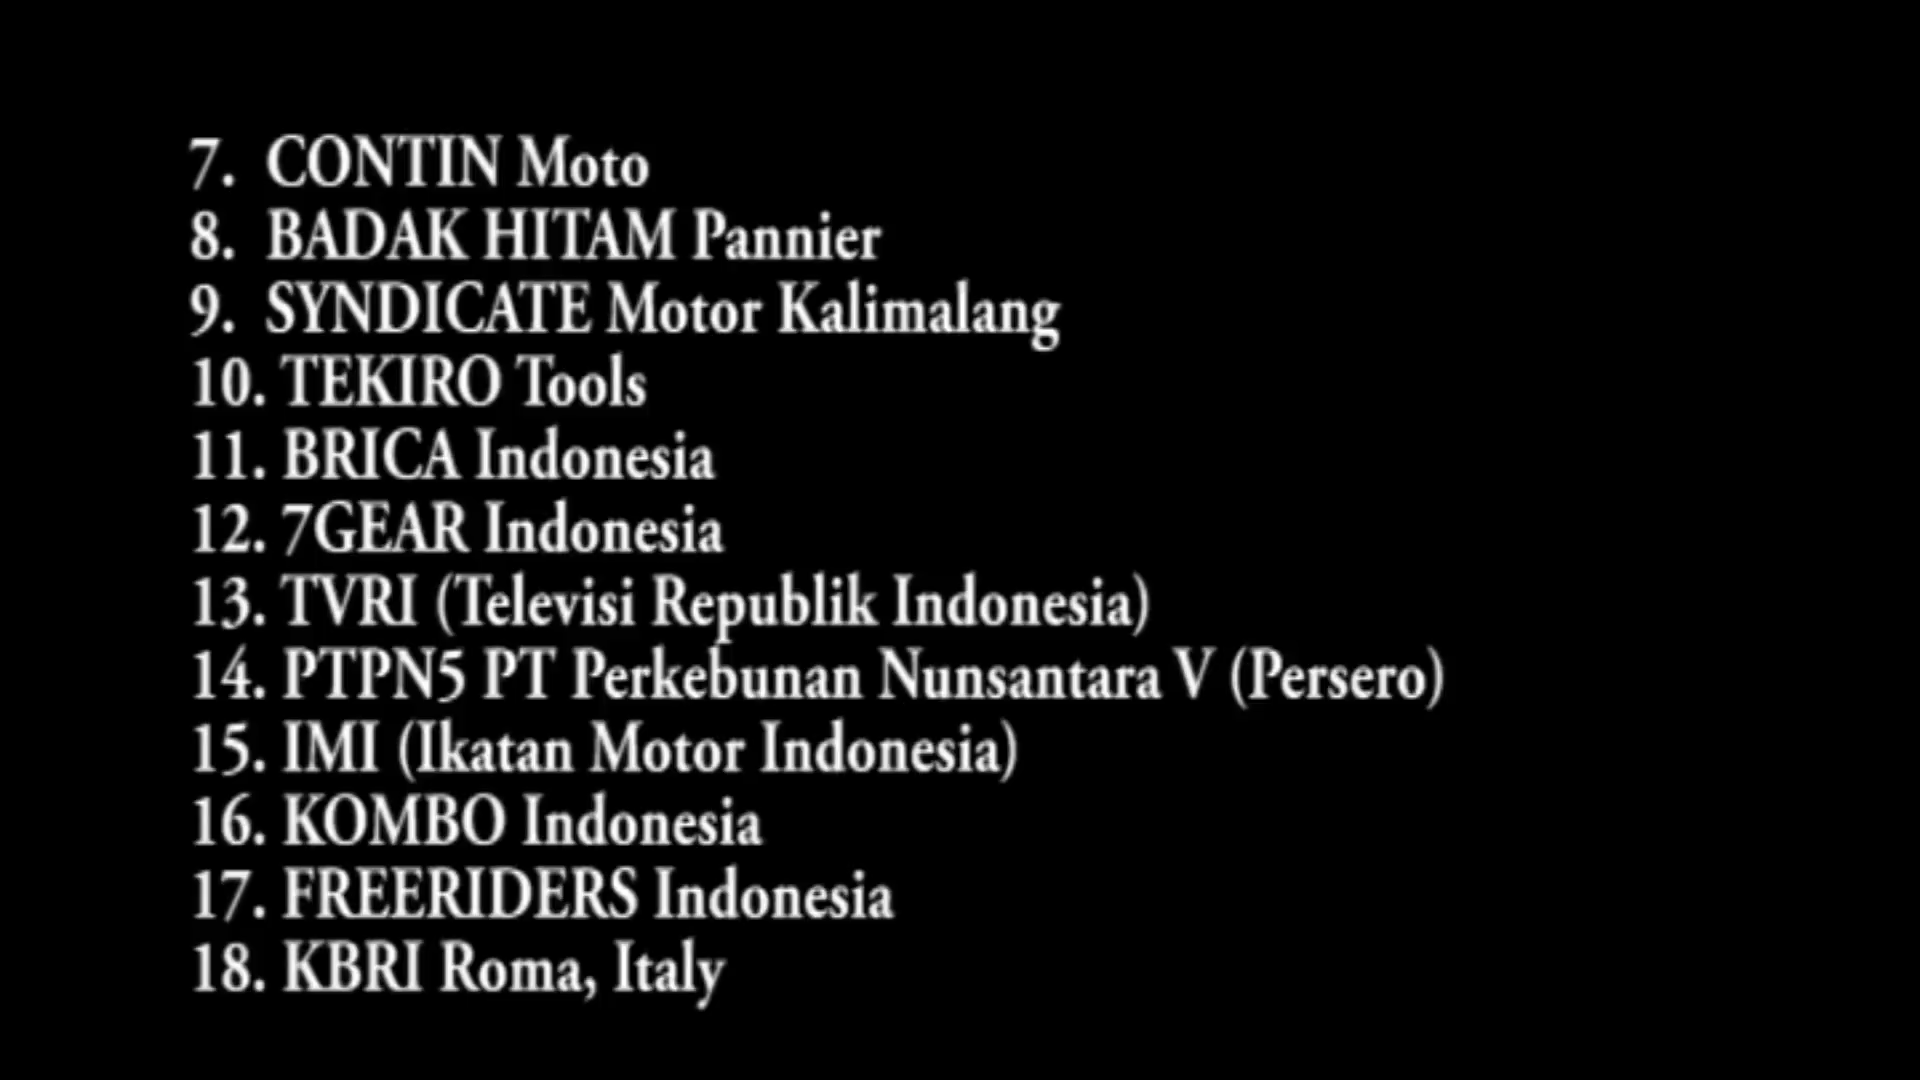 7. CONTIN Moto
8. BADAK HITAM Pannier
9. SYNDICATE Motor Kalimalang
10. TEKIRO Tools
11. BRICA Indonesia
12. 7GEAR Indonesia
13. TVRI (Televisi Republik Indonesia)
14. PTPN5 PT Perkebunan Nunsantara V (Persero)
15. IMI (Ikatan Motor Indonesia)
16. KOMBO Indonesia
17. FREERIDERS Indonesia
18. KBRI Roma, Italy